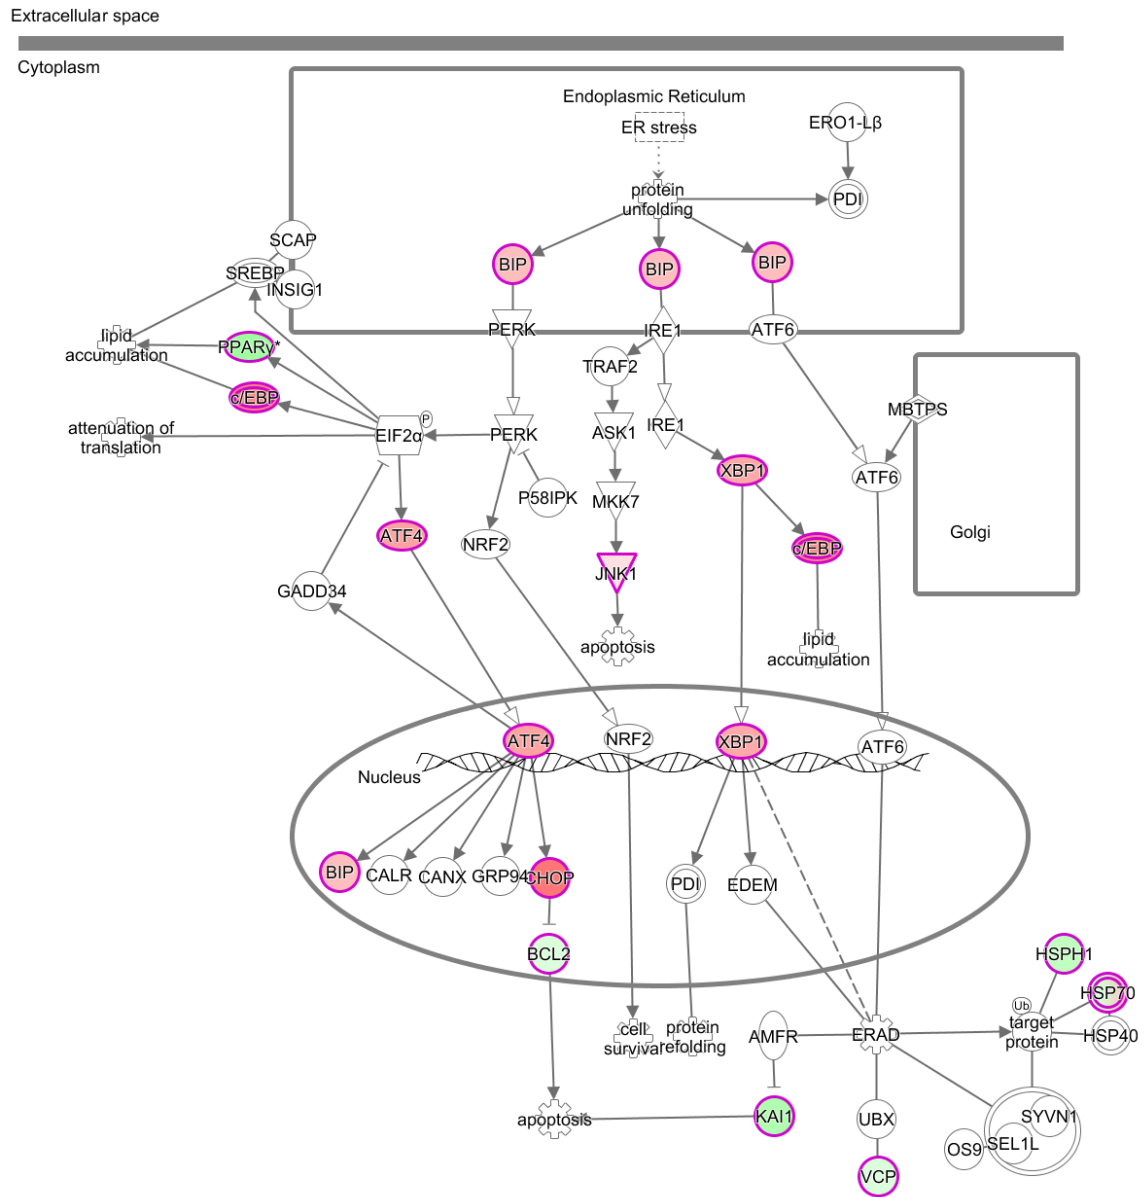 Extracellular space
Cytoplasm
Endoplasmic Reticulum
ER stress
ERO1-Lβ
protein
unfolding
PDI
SCAP
SREBP
INSIG1
BIP
BIP
BIP
PERK
IRE1
ATF6
lipid
accumulation
PPARγ*
c/EBP
TRAF2
attenuation of
translation
EIF2α
P
PERK
ASK1
IRE1
MBTPS
P58IPK
MKK7
XBP1
ATF6
ATF4
NRF2
c/EBP
Golgi
GADD34
JNK1
apoptosis
lipid
accumulation
ATF4
NRF2
XBP1
ATF6
Nucleus
BIP
CALR
CANX
GRP94
CHOP
PDI
EDEM
BCL2
HSPH1
HSP70
Ub
target
protein
HSP40
cell
survival
protein
refolding
AMFR
ERAD
apoptosis
KAI1
UBX
SYVN1
OS9
SEL1L
VCP